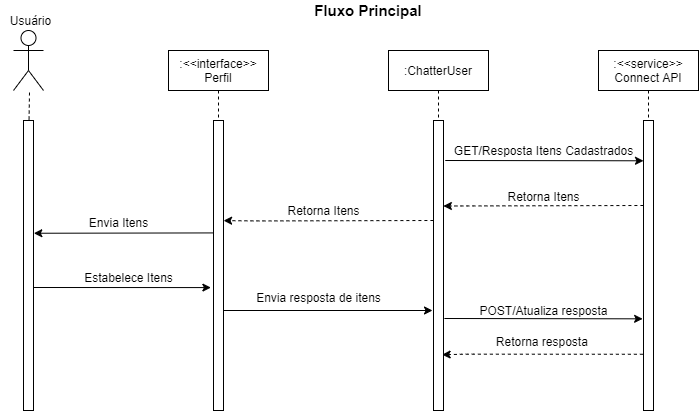 Fluxo Principal
Usuário
:<<interface>>
Perfil
:ChatterUser
:<<service>>
Connect API
GET/Resposta Itens Cadastrados
Retorna Itens
Retorna Itens
Envia Itens
Estabelece Itens
Envia resposta de itens
POST/Atualiza resposta
Retorna resposta